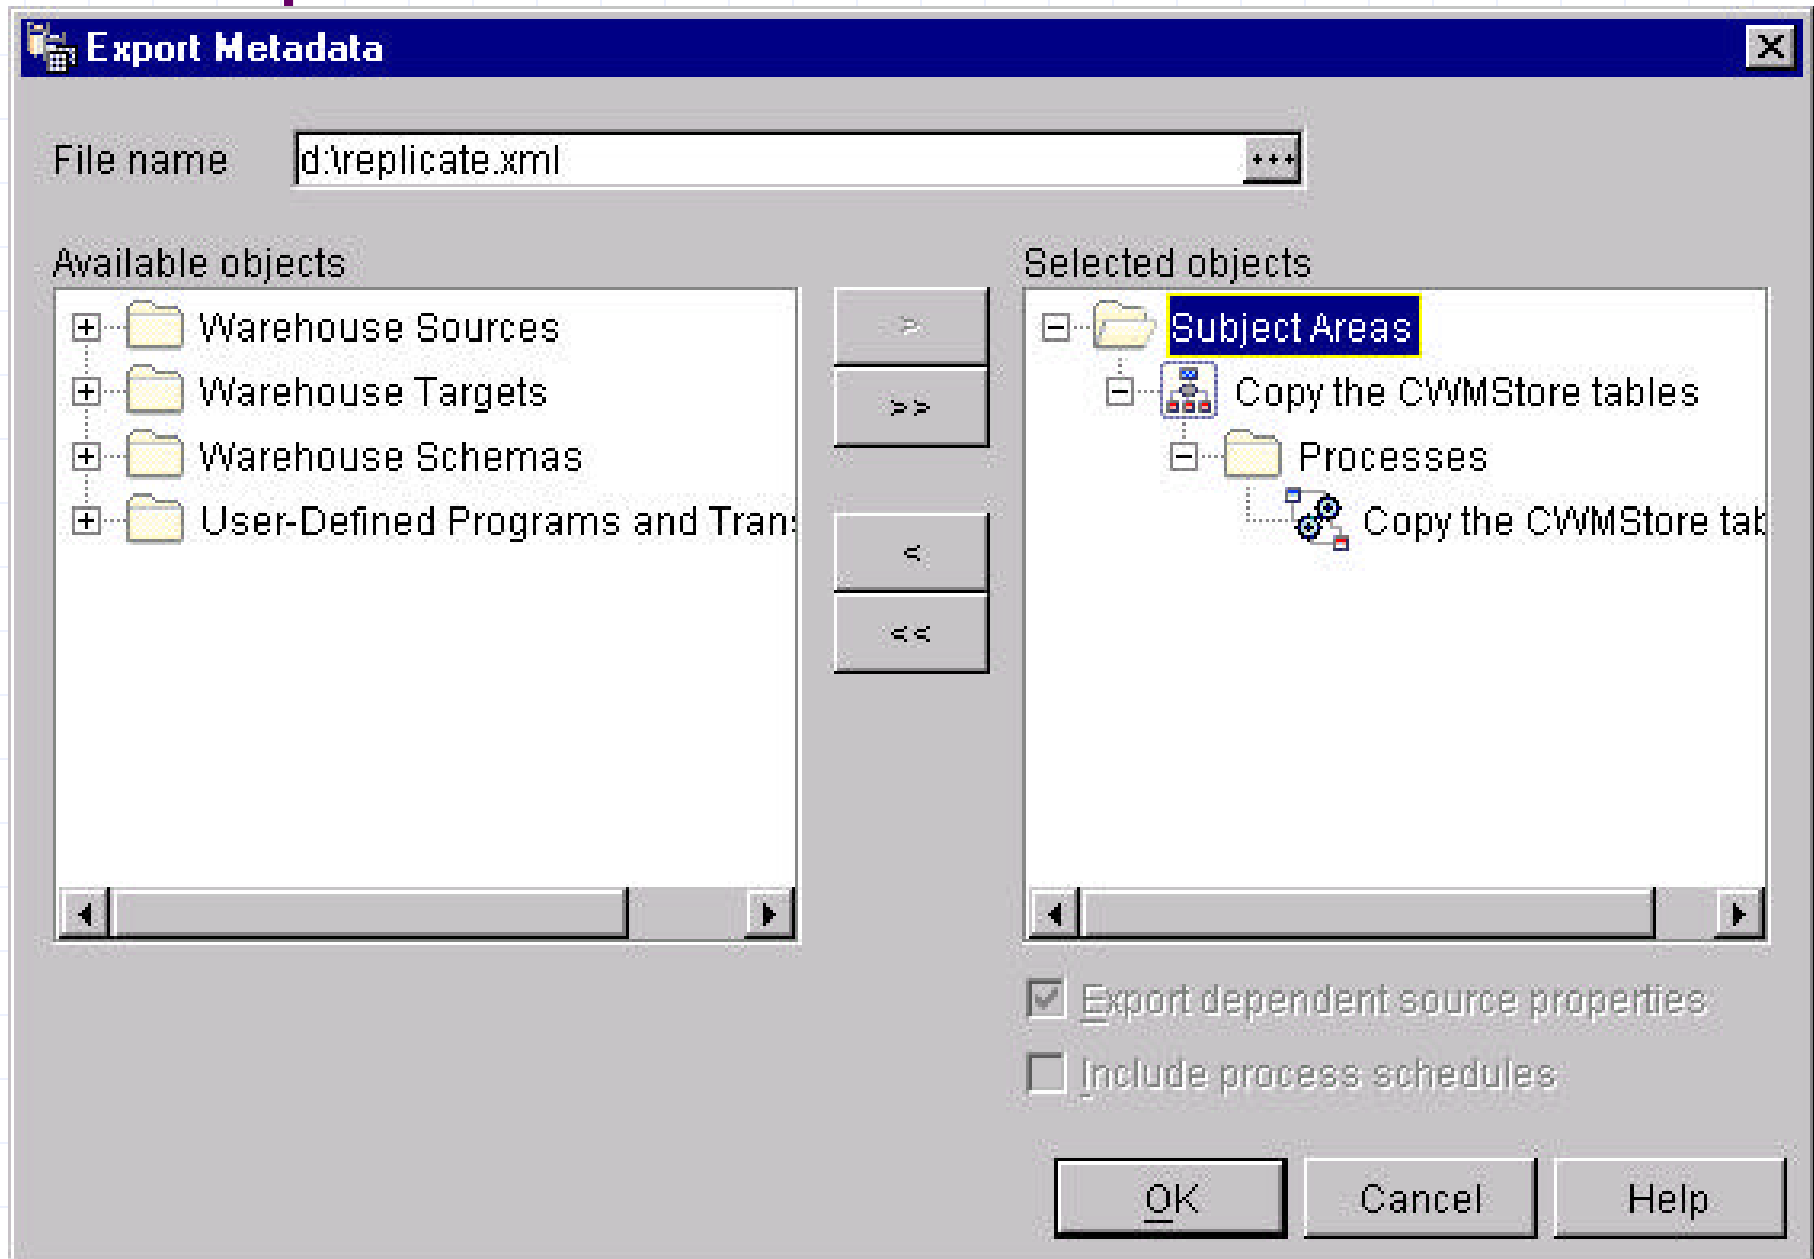 Export Metadata
File name
d:\replicate.xml
Available objects
Warehouse Sources
Warehouse Targets
Warehouse Schemas
User-Defined Programs and Tran
>
>>
<
<<
Selected objects
Subject Areas
Copy the CWMStore tables
Processes
Copy the CWMStore tab
Export dependent source properties
Include process schedules
OK
Cancel
Help